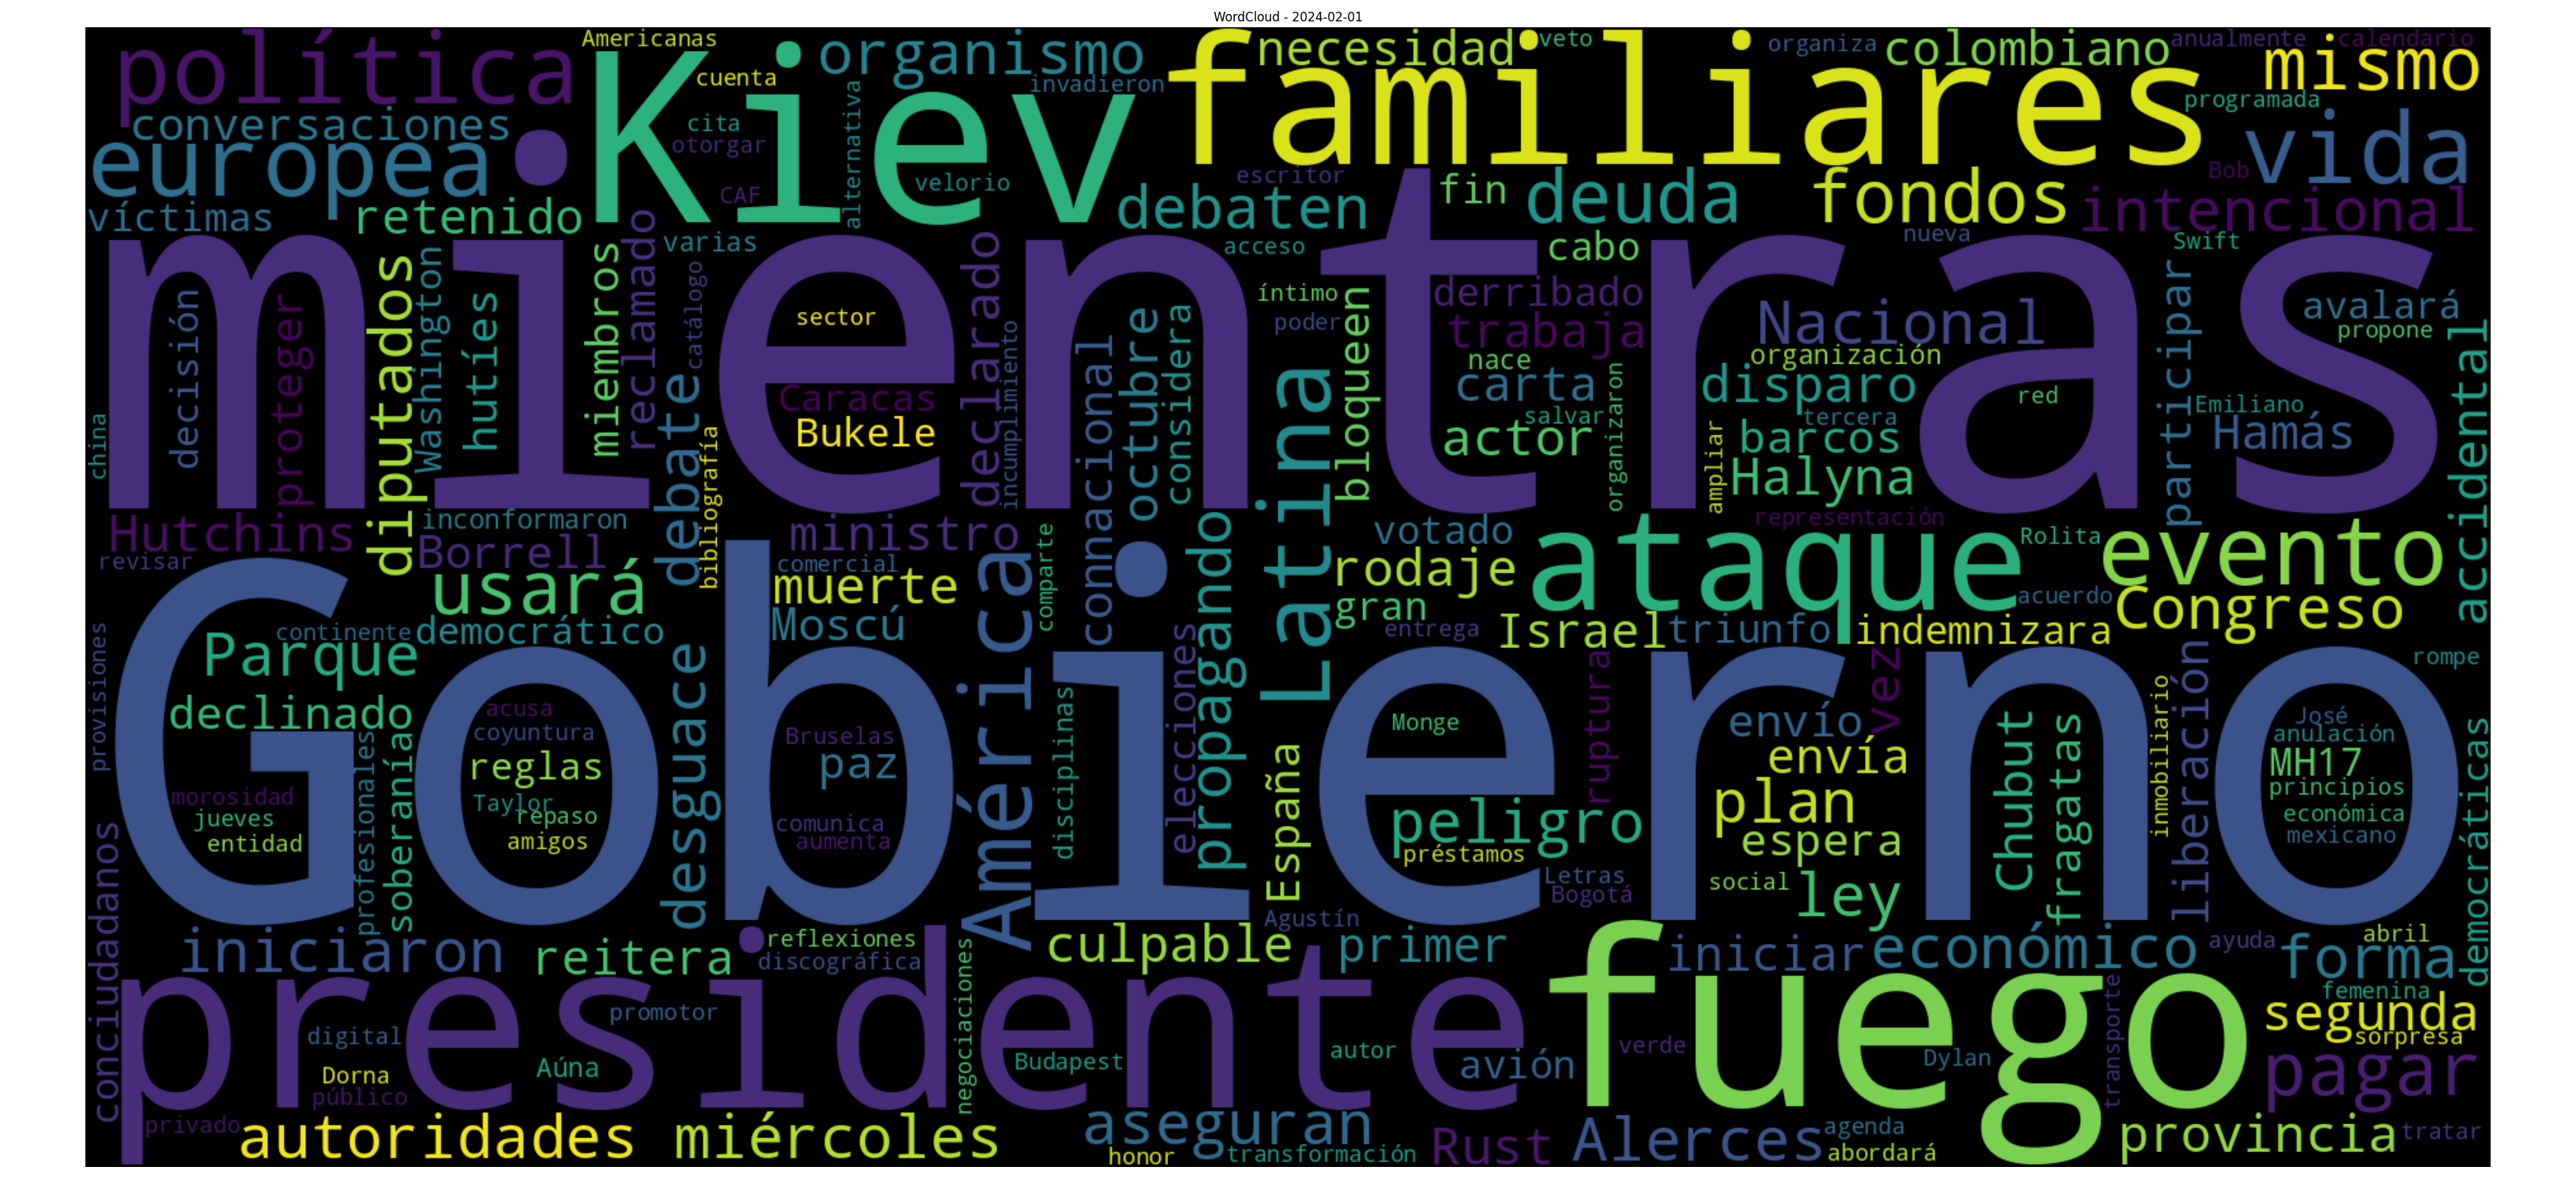 WordCloud - 2024-02-01
política
Americanas
organismo
necesidad
veto
organiza
colombiano
anualmente
calendario
mismo
cuenta
invadieron
Kiev
familiares
programada
conversaciones
cita
otorgar
alternativa
europea
vida
víctimas
retenido
CAF
velorio
debaten
escritor
fin
deuda
fondos
Bob
intencional
varias
acceso
cabo
nueva
Swift
mientras
decisión
proteger
diputados
Washington
hutíes
miembros
reclamado
catálogo
sector
Caracas
Bukele
declarado
incumplimiento
connacional
octubre
considera
íntimo
poder
Latina
bloqueen
derribado
trabaja
nace
carta
salvar
actor
organizaron
Nacional
organización
disparo
tercera
barcos
ampliar
Halyna
red
participar
avalará
propone
Emiliano
Hamás
accidental
china
Hutchins
inconformaron
Borrell
debate
bibliografía
ministro
comercial
comparte
votado
representación
Rolita
evento
revisar
usará
muerte
rodaje
ataque
gran
acuerdo
Congreso
provisiones
Parque
continente
democrático
Moscú
América
elecciones
propagando
entrega
Israel
triunfo
indemnizara
rompe
Gobierno
declinado
acusa
coyuntura
reglas
Taylor
repaso
amigos
morosidad
jueves
entidad
profesionales
soberanía
desguace
Bruselas
paz
comunica
aumenta
disciplinas
España
Monge
peligro
préstamos
ruptura
envío
vez
envía
plan
espera
social
ley
Chubut
fragatas
inmobiliario
liberación
José
anulación
MH17
principios
económica
mexicano
democráticas
Letras
Bogotá
Agustín
conciudadanos
iniciaron
reitera
reflexiones
discográfica
negociaciones
culpable
primer
iniciar
económico
ayuda
abril
forma
femenina
presidente
fuego
promotor
digital
Aúna
Dorna
público
privado
Budapest
autor
avión
verde
Dylan
transporte
segunda
sorpresa
pagar
autoridades
miércoles
aseguran
honor
transformación
Rust
Alerces
agenda
abordará
provincia
tratar